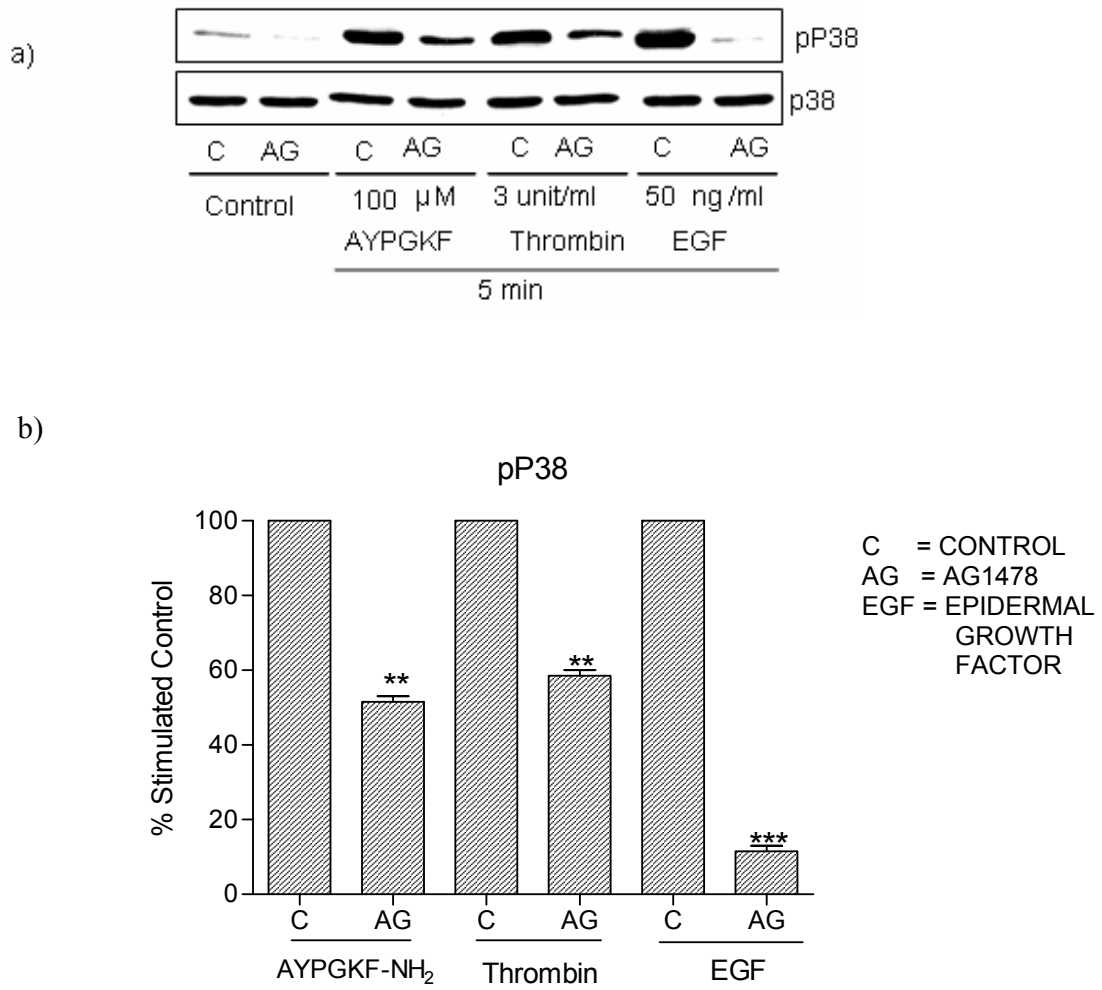 a)
pP38
p38
C AG C AG C AG C AG
Control 100 µM 3 unit/ml 50 ng/ml
AYPGKF Thrombin EGF
5 min
b)
pP38
% Stimulated Control
100
80
60
40
20
0
**
**
***
C AG C AG C AG
AYPGKF-NH₂ Thrombin EGF
C = CONTROL
AG = AG1478
EGF = EPIDERMAL
GROWTH
FACTOR